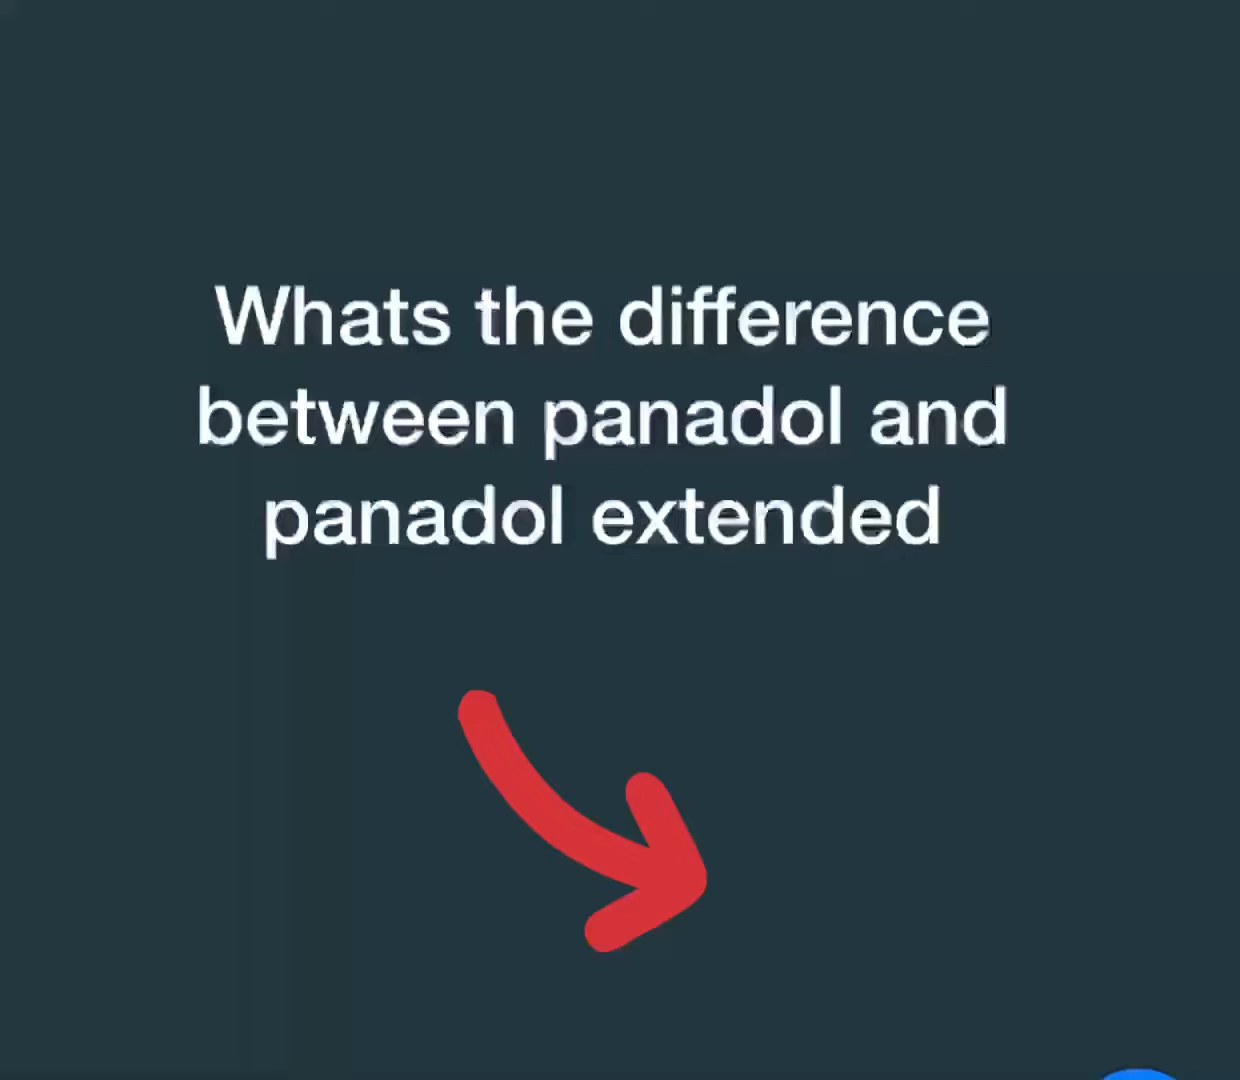 Whats the difference
between panadol and
panadol extended